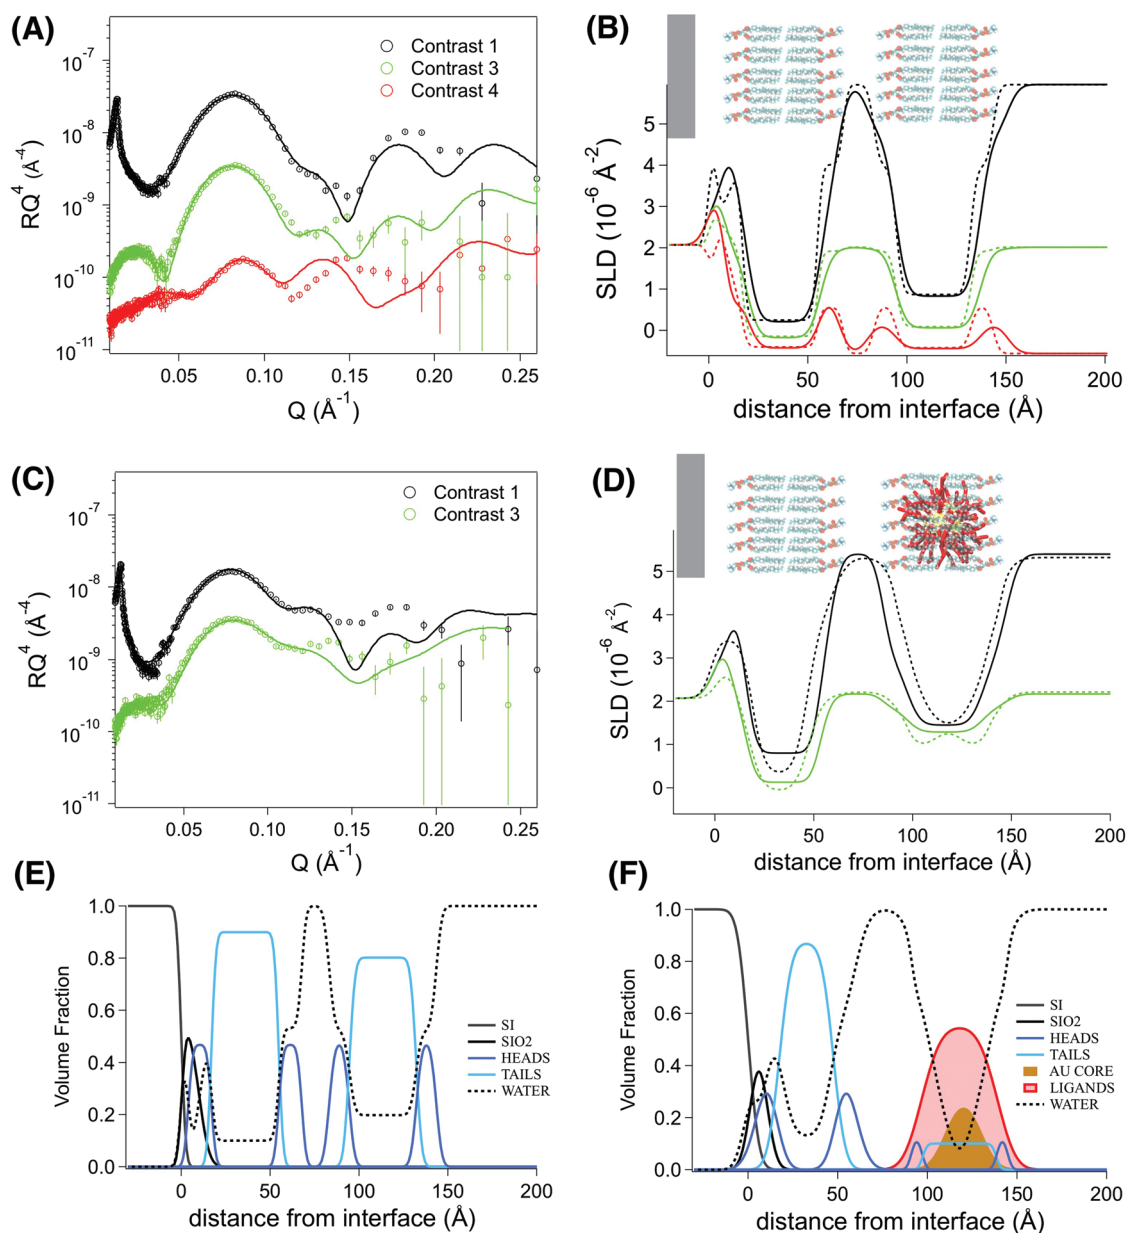 (A)
10⁻⁷
10⁻⁸
10⁻⁹
10⁻¹⁰
10⁻¹¹
RQ⁴ (Å⁻⁴)
Contrast 1
Contrast 3
Contrast 4
0.05 0.10 0.15 0.20 0.25
Q (Å⁻¹)
(B)
5
4
3
2
1
0
SLD (10⁻⁶ Å⁻²)
0 50 100 150 200
distance from interface (Å)
(C)
10⁻⁷
10⁻⁸
10⁻⁹
10⁻¹⁰
10⁻¹¹
RQ⁴ (Å⁻⁴)
Contrast 1
Contrast 3
0.05 0.10 0.15 0.20 0.25
Q (Å⁻¹)
(D)
5
4
3
2
1
0
SLD (10⁻⁶ Å⁻²)
0 50 100 150 200
distance from interface (Å)
(E)
1.0
0.8
0.6
0.4
0.2
0.0
Volume Fraction
SI
SIO2
HEADS
TAILS
WATER
0 50 100 150 200
distance from interface (Å)
(F)
1.0
0.8
0.6
0.4
0.2
0.0
Volume Fraction
SI
SIO2
HEADS
TAILS
AU CORE
LIGANDS
WATER
0 50 100 150 200
distance from interface (Å)